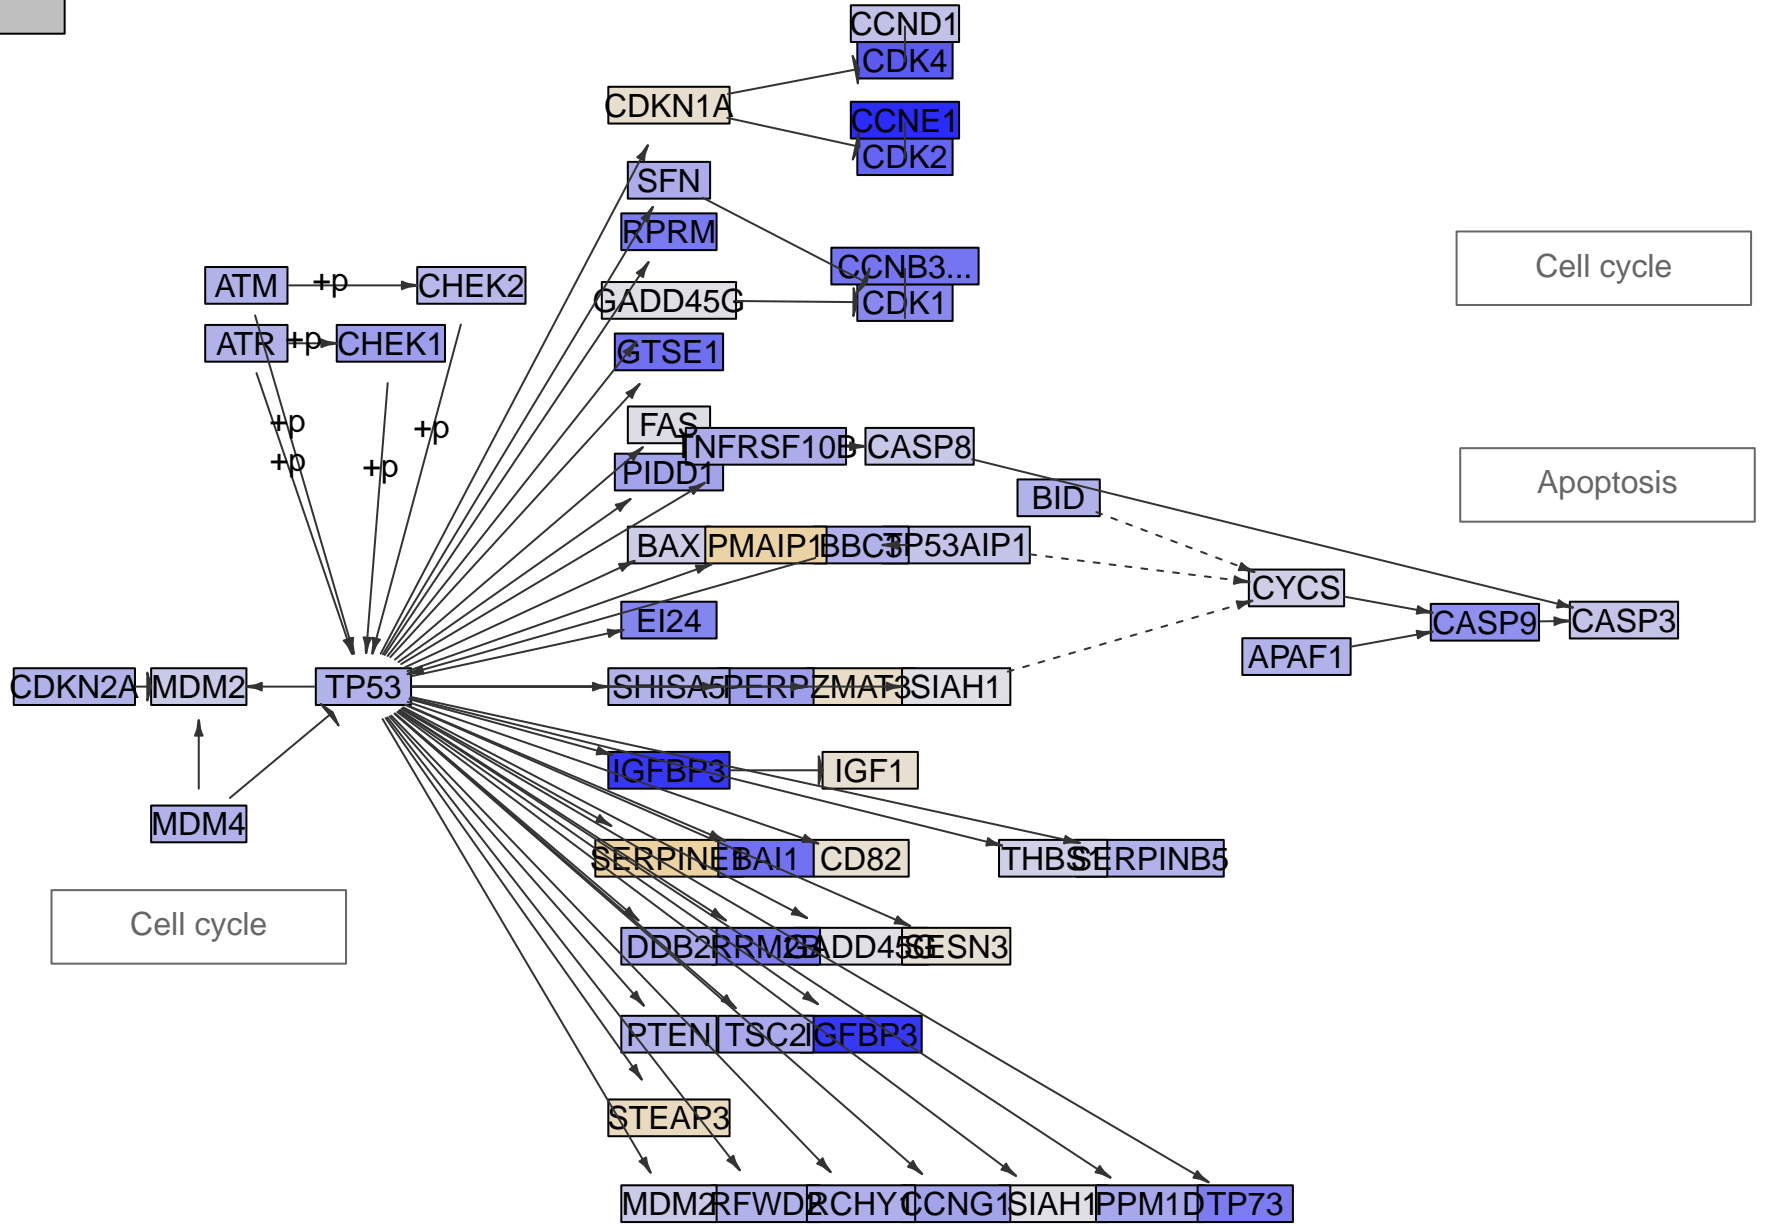 CCND1
CDK4
CDKN1A
CCNE1
CDK2
SFN
RPRM
CCNB3...
Cell cycle
ATM
+p
CHEK2
GADD45G
CDK1
ATR
+p
CHEK1
GTSE1
+p
+p
FAS
TNFRSF10B
CASP8
+p
+p
PIDD1
Apoptosis
BID
BAX
PMAIP1
BBC3
TP53AIP1
CYCS
EI24
CASP9
CASP3
APAF1
CDKN2A
MDM2
TP53
SHISA5
PERP
ZMAT3
SIAH1
IGFBP3
IGF1
MDM4
SERPINE1
BAI1
CD82
THBS1
SERPINB5
Cell cycle
DDB2
RRM2B
GADD45G
SESN3
PTEN
TSC2
IGFBP3
STEAP3
MDM2
RFWD2
RCHY1
CCNG1
SIAH1
PPM1D
TP73